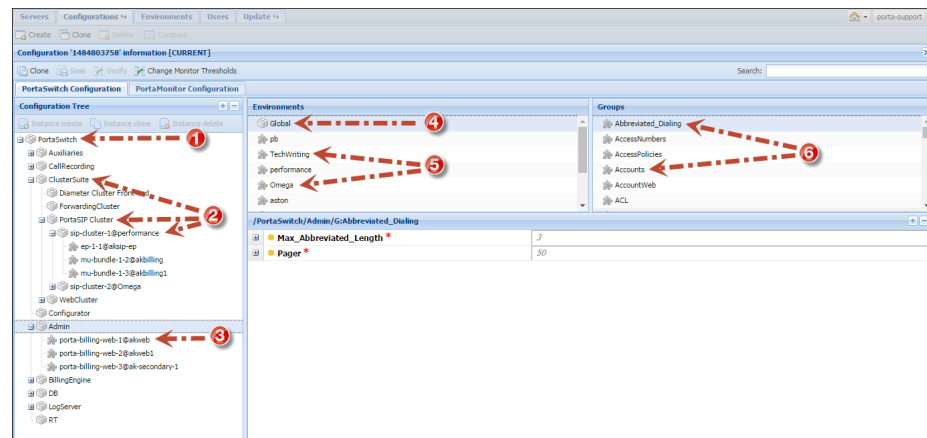 Servers Configurations Environments Users Update porta-support
Create Clone Delete Compare
Configuration '1484803758' information [CURRENT]
Clone Save Verify Change Monitor Thresholds Search:
PortaSwitch Configuration PortaMonitor Configuration
Configuration Tree
Instance create Instance clone Instance delete
PortaSwitch 1
Auxiliaries
CallRecording
ClusterSuite
Diameter Cluster Front-end
ForwardingCluster
PortaSIP Cluster 2
sip-cluster-1@performance
ep-1-1@aksip-ep
mu-bundle-1-2@akbilling
mu-bundle-1-3@akbilling1
sip-cluster-2@Omega
WebCluster
Configurator
Admin
porta-billing-web-1@akweb 3
porta-billing-web-2@akweb1
porta-billing-web-3@ak-secondary-1
BillingEngine
DB
LogServer
RT
Environments
Global 4
pb
TechWriting
performance 5
Omega
aston
Groups
Abbreviated_Dialing
AccessNumbers
AccessPolicies 6
Accounts
AccountWeb
ACL
/PortaSwitch/Admin/G:Abbreviated_Dialing
Max_Abbreviated_Length * 3
Pager * 50